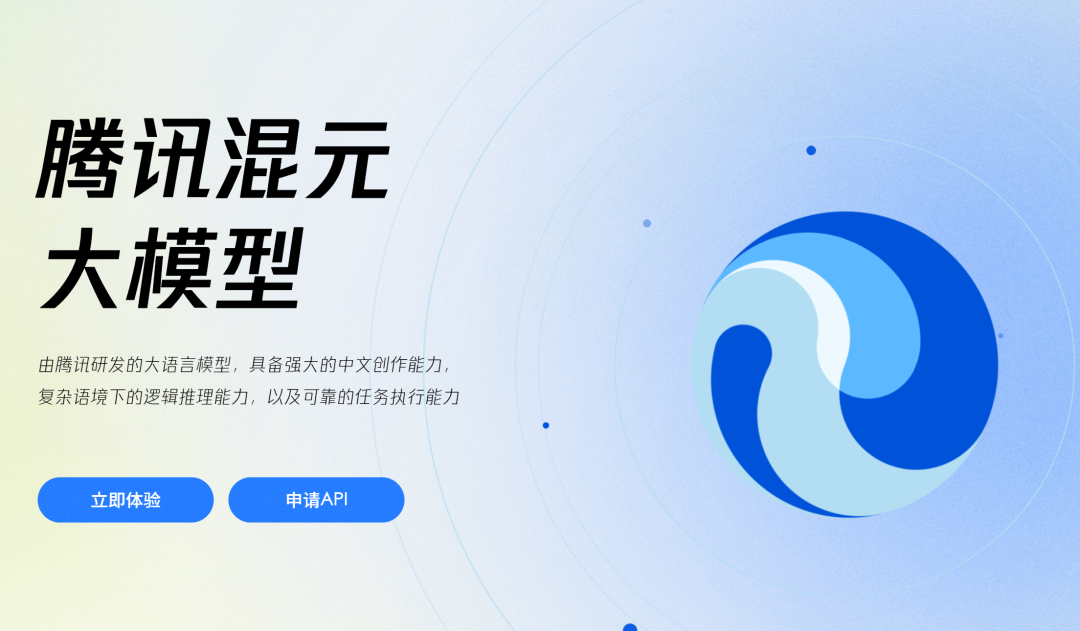 腾讯混元
大模型
由腾讯研发的大语言模型，具备强大的中文创作能力，
复杂语境下的逻辑推理能力，以及可靠的任务执行能力
立即体验 申请API